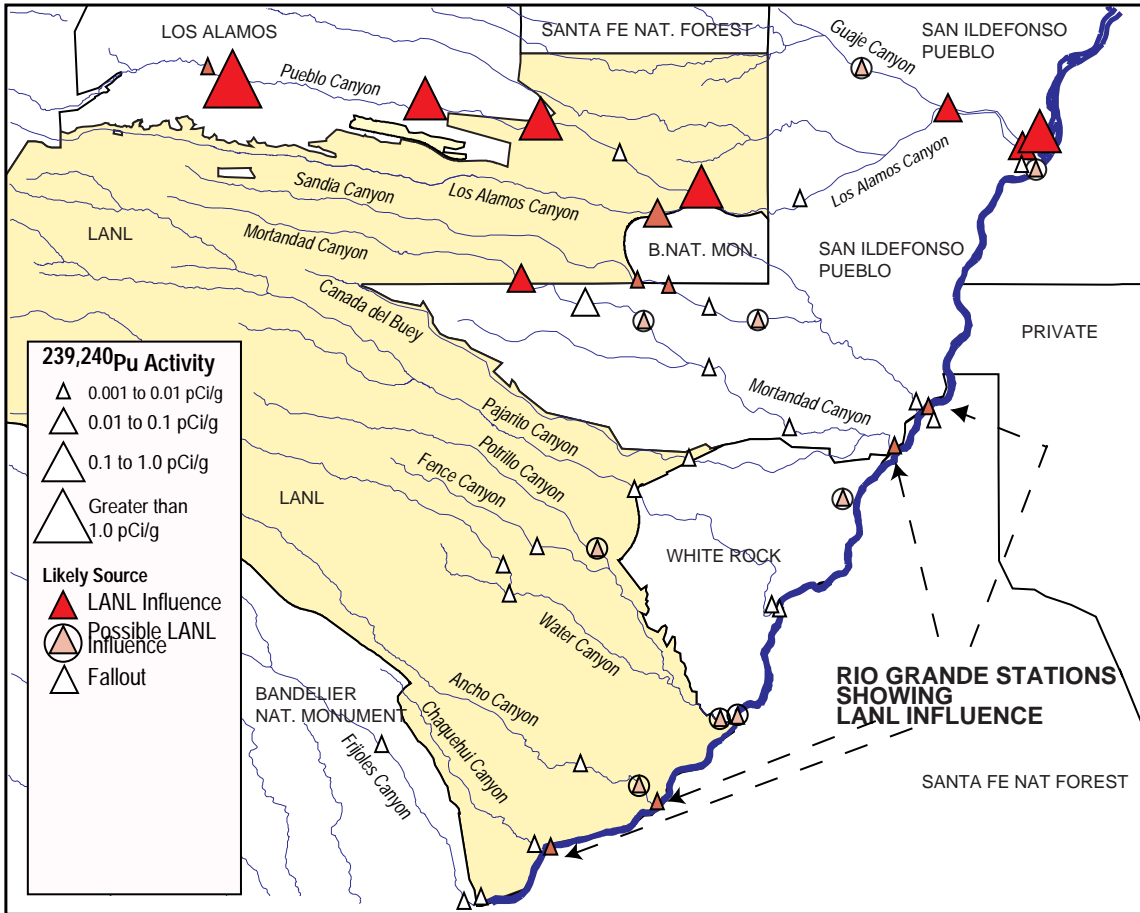 LOS ALAMOS
SANTA FE NAT. FOREST
SAN ILDEFONSO
PUEBLO
Guaje Canyon
Pueblo Canyon
Los Alamos Canyon
Sandia Canyon
Los Alamos Canyon
LANL
Mortandad Canyon
B.NAT. MON.
SAN ILDEFONSO
PUEBLO
Canada del Buey
PRIVATE
239,240Pu Activity
0.001 to 0.01 pCi/g
0.01 to 0.1 pCi/g
0.1 to 1.0 pCi/g
Greater than
1.0 pCi/g
Likely Source
LANL Influence
Possible LANL
Influence
Fallout
Mortandad Canyon
Pajarito Canyon
Potrillo Canyon
Fence Canyon
LANL
WHITE ROCK
Water Canyon
Ancho Canyon
Chaquehui Canyon
BANDELIER
NAT. MONUMENT
Frijoles Canyon
RIO GRANDE STATIONS
SHOWING
LANL INFLUENCE
SANTA FE NAT FOREST